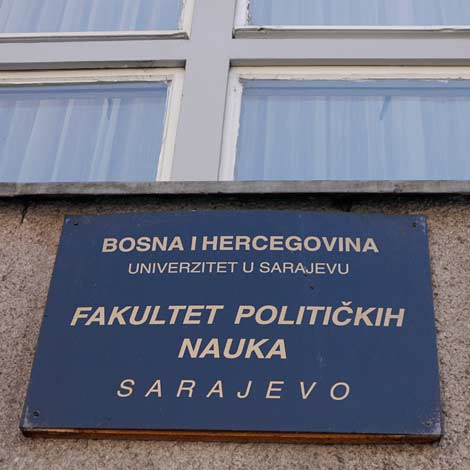 BOSNA I HERCEGOVINA
UNIVERZITET U SARAJEVU
FAKULTET POLITIČKIH
NAUKA
SARAJEVO